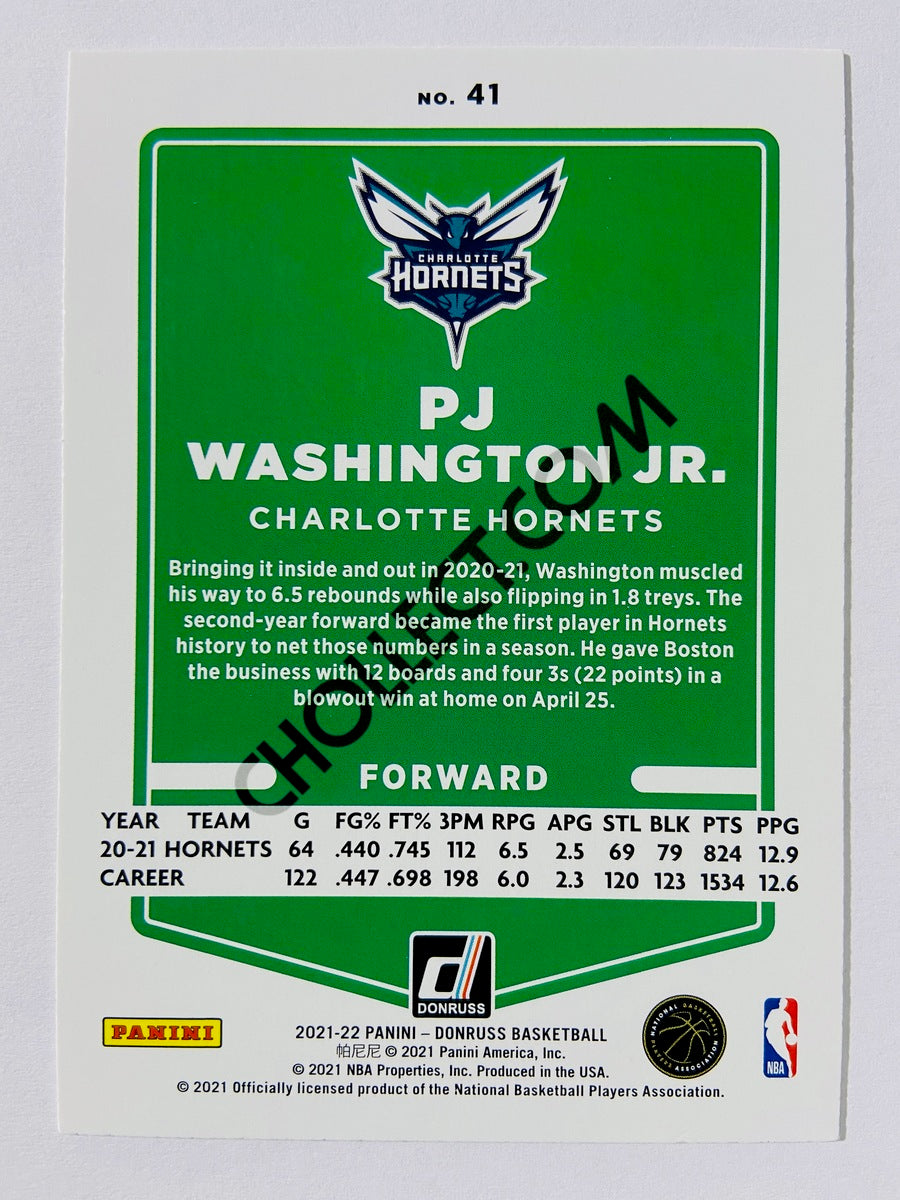 NO. 41
CHARLOTTE
HORNETS
PJ
WASHINGTON JR.
CHARLOTTE HORNETS
Bringing it inside and out in 2020-21, Washington muscled
his way to 6.5 rebounds while also flipping in 1.8 treys. The
second-year forward became the first player in Hornets
history to net those numbers in a season. He gave Boston
the business with 12 boards and four 3s (22 points) in a
blowout win at home on April 25.
CHOLLECT.COM
FORWARD
YEAR TEAM G FG% FT% 3PM RPG APG STL BLK PTS PPG
20-21 HORNETS 64 .440 .745 112 6.5 2.5 69 79 824 12.9
CAREER 122 .447 .698 198 6.0 2.3 120 123 1534 12.6
DONRUSS
PANINI
2021-22 PANINI – DONRUSS BASKETBALL
帕尼尼 © 2021 Panini America, Inc.
© 2021 NBA Properties, Inc. Produced in the USA.
© 2021 Officially licensed product of the National Basketball Players Association.
NATIONAL BASKETBALL PLAYERS ASSOCIATION
NBA